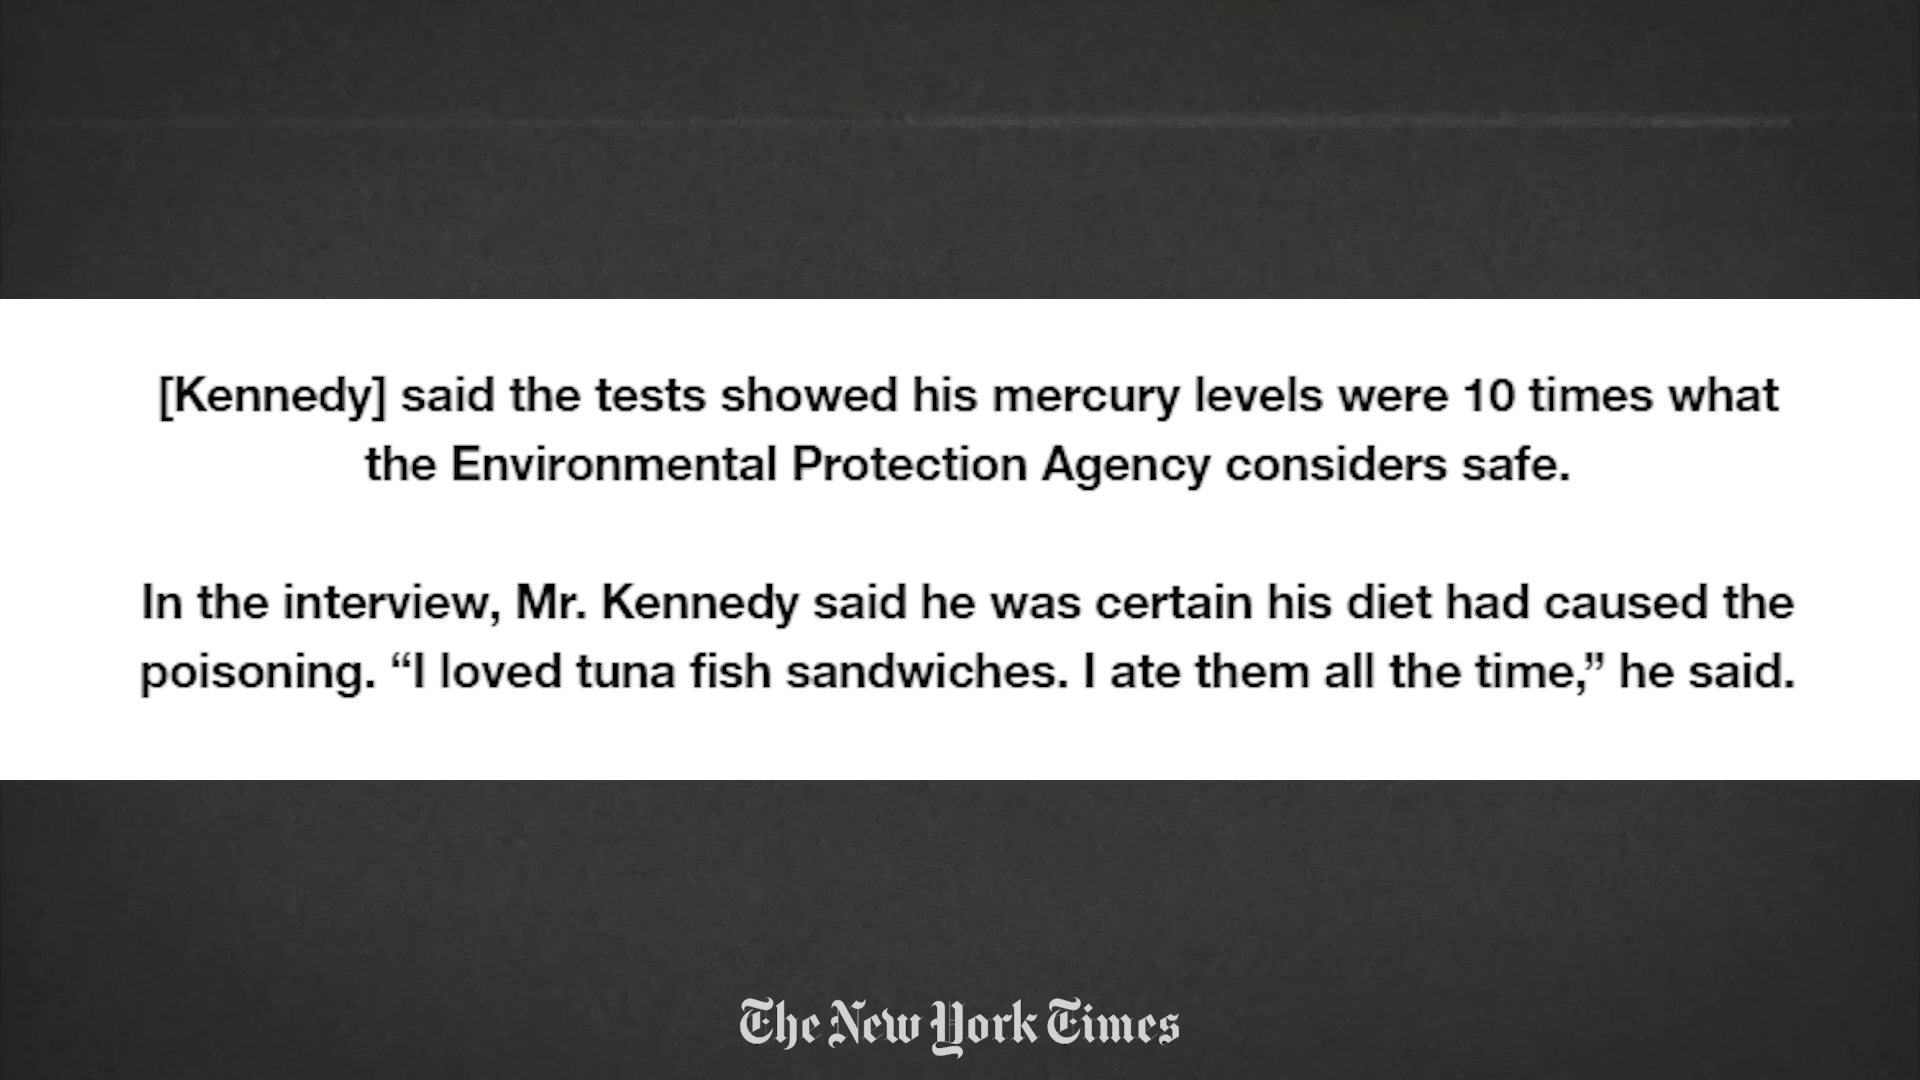 [Kennedy] said the tests showed his mercury levels were 10 times what
the Environmental Protection Agency considers safe.
In the interview, Mr. Kennedy said he was certain his diet had caused the
poisoning. “I loved tuna fish sandwiches. I ate them all the time,” he said.
The New York Times